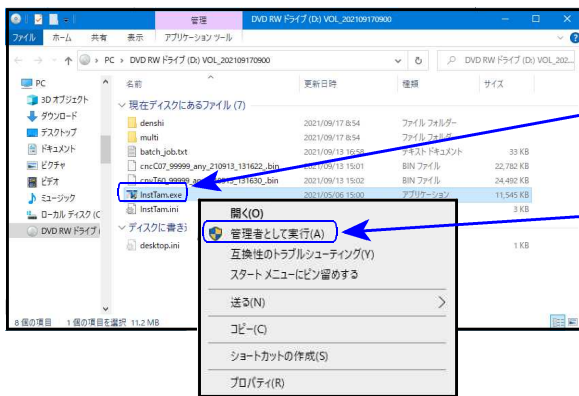 管理
DVD RW ドライブ (D:) VOL_202109170900
ファイル ホーム 共有 表示 アプリケーション ツール
PC › DVD RW ドライブ (D:) VOL_202109170900
DVD RW ドライブ (D:) VOL_202...
名前 更新日時 種類 サイズ
PC
3D オブジェクト
ダウンロード
デスクトップ
ドキュメント
ピクチャ
ビデオ
ミュージック
ローカル ディスク (C
DVD RW ドライブ (
現在ディスクにあるファイル (7)
denshi 2021/09/17 8:54 ファイル フォルダー
multi 2021/09/17 8:54 ファイル フォルダー
batch_job.txt 2021/09/13 16:58 テキスト ドキュメント 33 KB
cncC07_99999_any_210913_131622_.bin 2021/09/13 15:01 BIN ファイル 22,782 KB
cnvT60_99999_any_210913_131630_.bin 2021/09/13 15:02 BIN ファイル 24,492 KB
InstTam.exe 2021/05/06 15:00 アプリケーション 11,545 KB
InstTam.ini 3 KB
ディスクに書き込
desktop.ini 1 KB
開く(O)
管理者として実行(A)
互換性のトラブルシューティング(Y)
スタート メニューにピン留めする
送る(N)
コピー(C)
ショートカットの作成(S)
プロパティ(R)
8 個の項目 1 個の項目を選択 11.2 MB